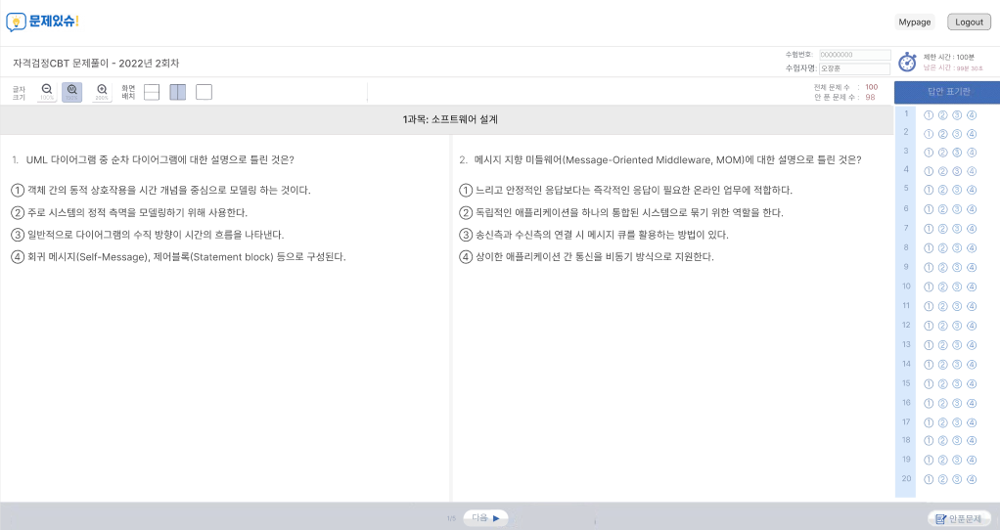 문제있슈!
Mypage
Logout
자격검정CBT 문제풀이 - 2022년 2회차
수험번호: 00000000
수험자명: 오창훈
제한 시간 : 100분
남은 시간 : 99분 30초
글자
크기
100%
150%
200%
화면
배치
전체 문제 수 : 100
안 푼 문제 수 : 98
답안 표기란
1과목: 소프트웨어 설계
1. UML 다이어그램 중 순차 다이어그램에 대한 설명으로 틀린 것은?
① 객체 간의 동적 상호작용을 시간 개념을 중심으로 모델링 하는 것이다.
② 주로 시스템의 정적 측면을 모델링하기 위해 사용한다.
③ 일반적으로 다이어그램의 수직 방향이 시간의 흐름을 나타낸다.
④ 회귀 메시지(Self-Message), 제어블록(Statement block) 등으로 구성된다.
2. 메시지 지향 미들웨어(Message-Oriented Middleware, MOM)에 대한 설명으로 틀린 것은?
① 느리고 안정적인 응답보다는 즉각적인 응답이 필요한 온라인 업무에 적합하다.
② 독립적인 애플리케이션을 하나의 통합된 시스템으로 묶기 위한 역할을 한다.
③ 송신측과 수신측의 연결 시 메시지 큐를 활용하는 방법이 있다.
④ 상이한 애플리케이션 간 통신을 비동기 방식으로 지원한다.
1 ① ② ③ ④
2 ① ② ③ ④
3 ① ② ③ ④
4 ① ② ③ ④
5 ① ② ③ ④
6 ① ② ③ ④
7 ① ② ③ ④
8 ① ② ③ ④
9 ① ② ③ ④
10 ① ② ③ ④
11 ① ② ③ ④
12 ① ② ③ ④
13 ① ② ③ ④
14 ① ② ③ ④
15 ① ② ③ ④
16 ① ② ③ ④
17 ① ② ③ ④
18 ① ② ③ ④
19 ① ② ③ ④
20 ① ② ③ ④
1/5
다음 ▶
안푼문제